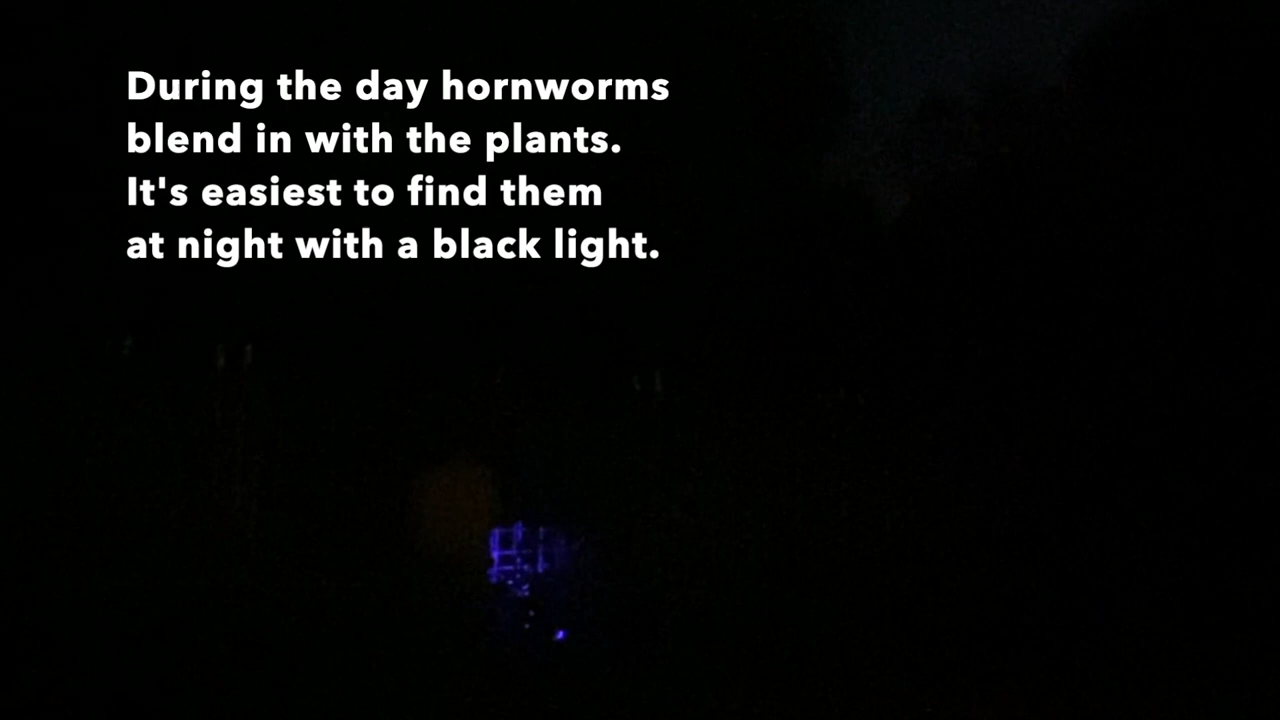 During the day hornworms
blend in with the plants.
It's easiest to find them
at night with a black light.